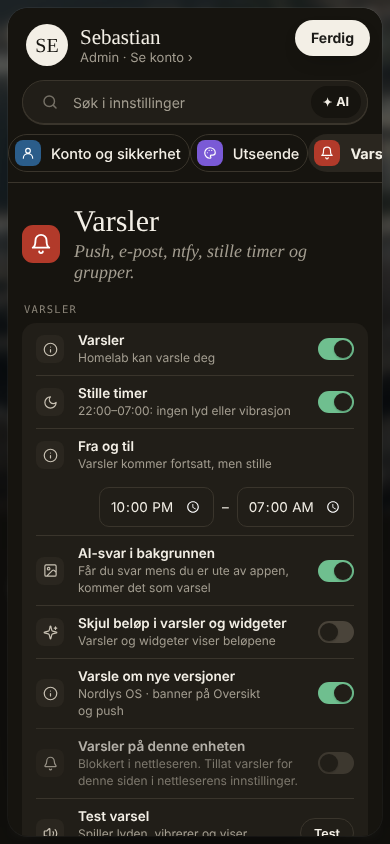 SE
Sebastian
Admin · Se konto ›
Ferdig
Søk i innstillinger
AI
Konto og sikkerhet
Utseende
Vars
Varsler
Push, e-post, ntfy, stille timer og
grupper.
VARSLER
Varsler
Homelab kan varsle deg
Stille timer
22:00–07:00: ingen lyd eller vibrasjon
Fra og til
Varsler kommer fortsatt, men stille
10:00 PM – 07:00 AM
AI-svar i bakgrunnen
Får du svar mens du er ute av appen,
kommer det som varsel
Skjul beløp i varsler og widgeter
Varsler og widgeter viser beløpene
Varsle om nye versjoner
Nordlys OS · banner på Oversikt
og push
Varsler på denne enheten
Blokkert i nettleseren. Tillat varsler for
denne siden i nettleserens innstillinger.
Test varsel
Spiller lyden, vibrerer og viser
Test